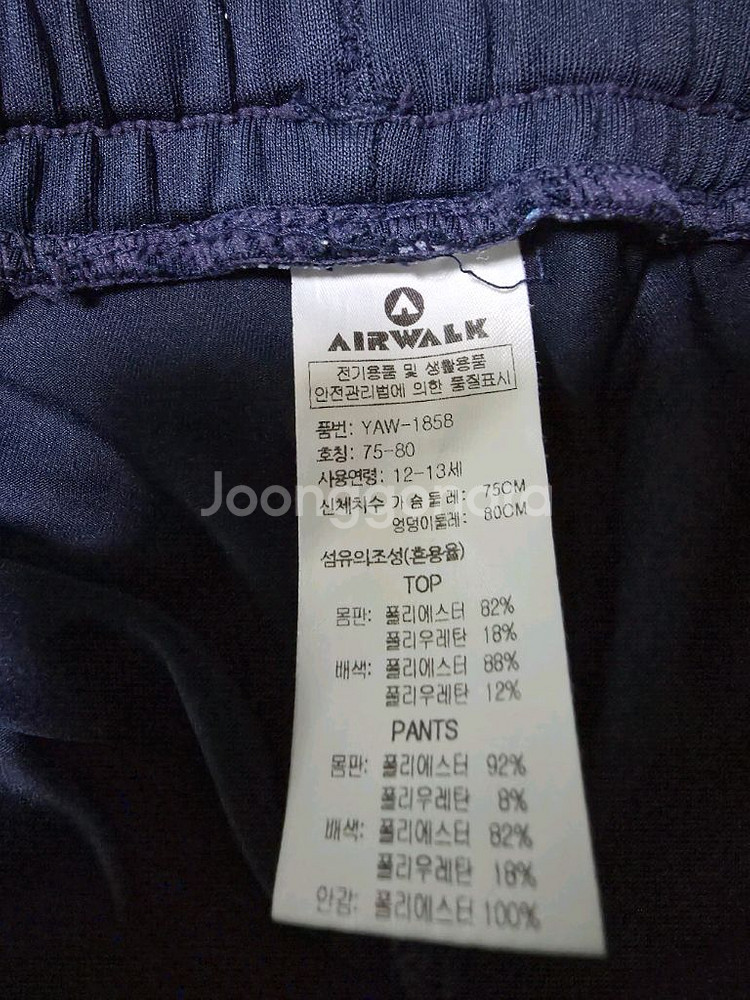 AIRWALK
전기용품 및 생활용품
안전관리법에 의한 품질표시
품번: YAW-1858
호칭: 75-80
사용연령: 12-13세
신체치수 가슴둘레: 75CM
엉덩이둘레: 80CM
Joonggonara
섬유의조성(혼용율)
TOP
몸판: 폴리에스터 82%
폴리우레탄 18%
배색: 폴리에스터 88%
폴리우레탄 12%
PANTS
몸판: 폴리에스터 92%
폴리우레탄 8%
배색: 폴리에스터 82%
폴리우레탄 18%
안감: 폴리에스터 100%